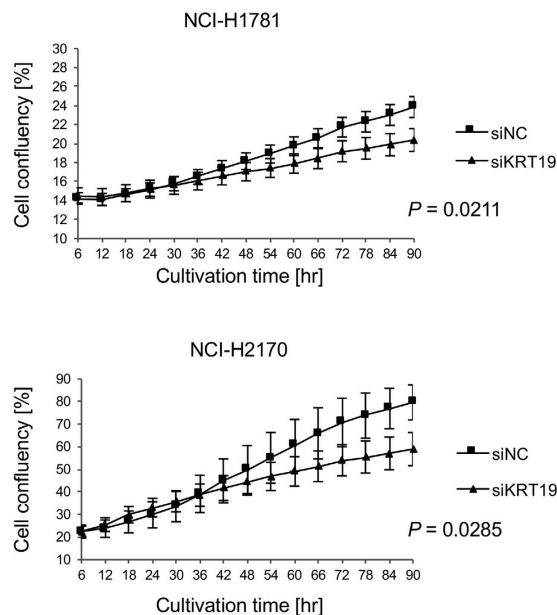 NCI-H1781
Cell confluency [%]
30
28
26
24
22
20
18
16
14
12
10
6 12 18 24 30 36 42 48 54 60 66 72 78 84 90
Cultivation time [hr]
siNC
siKRT19
P = 0.0211
NCI-H2170
Cell confluency [%]
90
80
70
60
50
40
30
20
10
6 12 18 24 30 36 42 48 54 60 66 72 78 84 90
Cultivation time [hr]
siNC
siKRT19
P = 0.0285